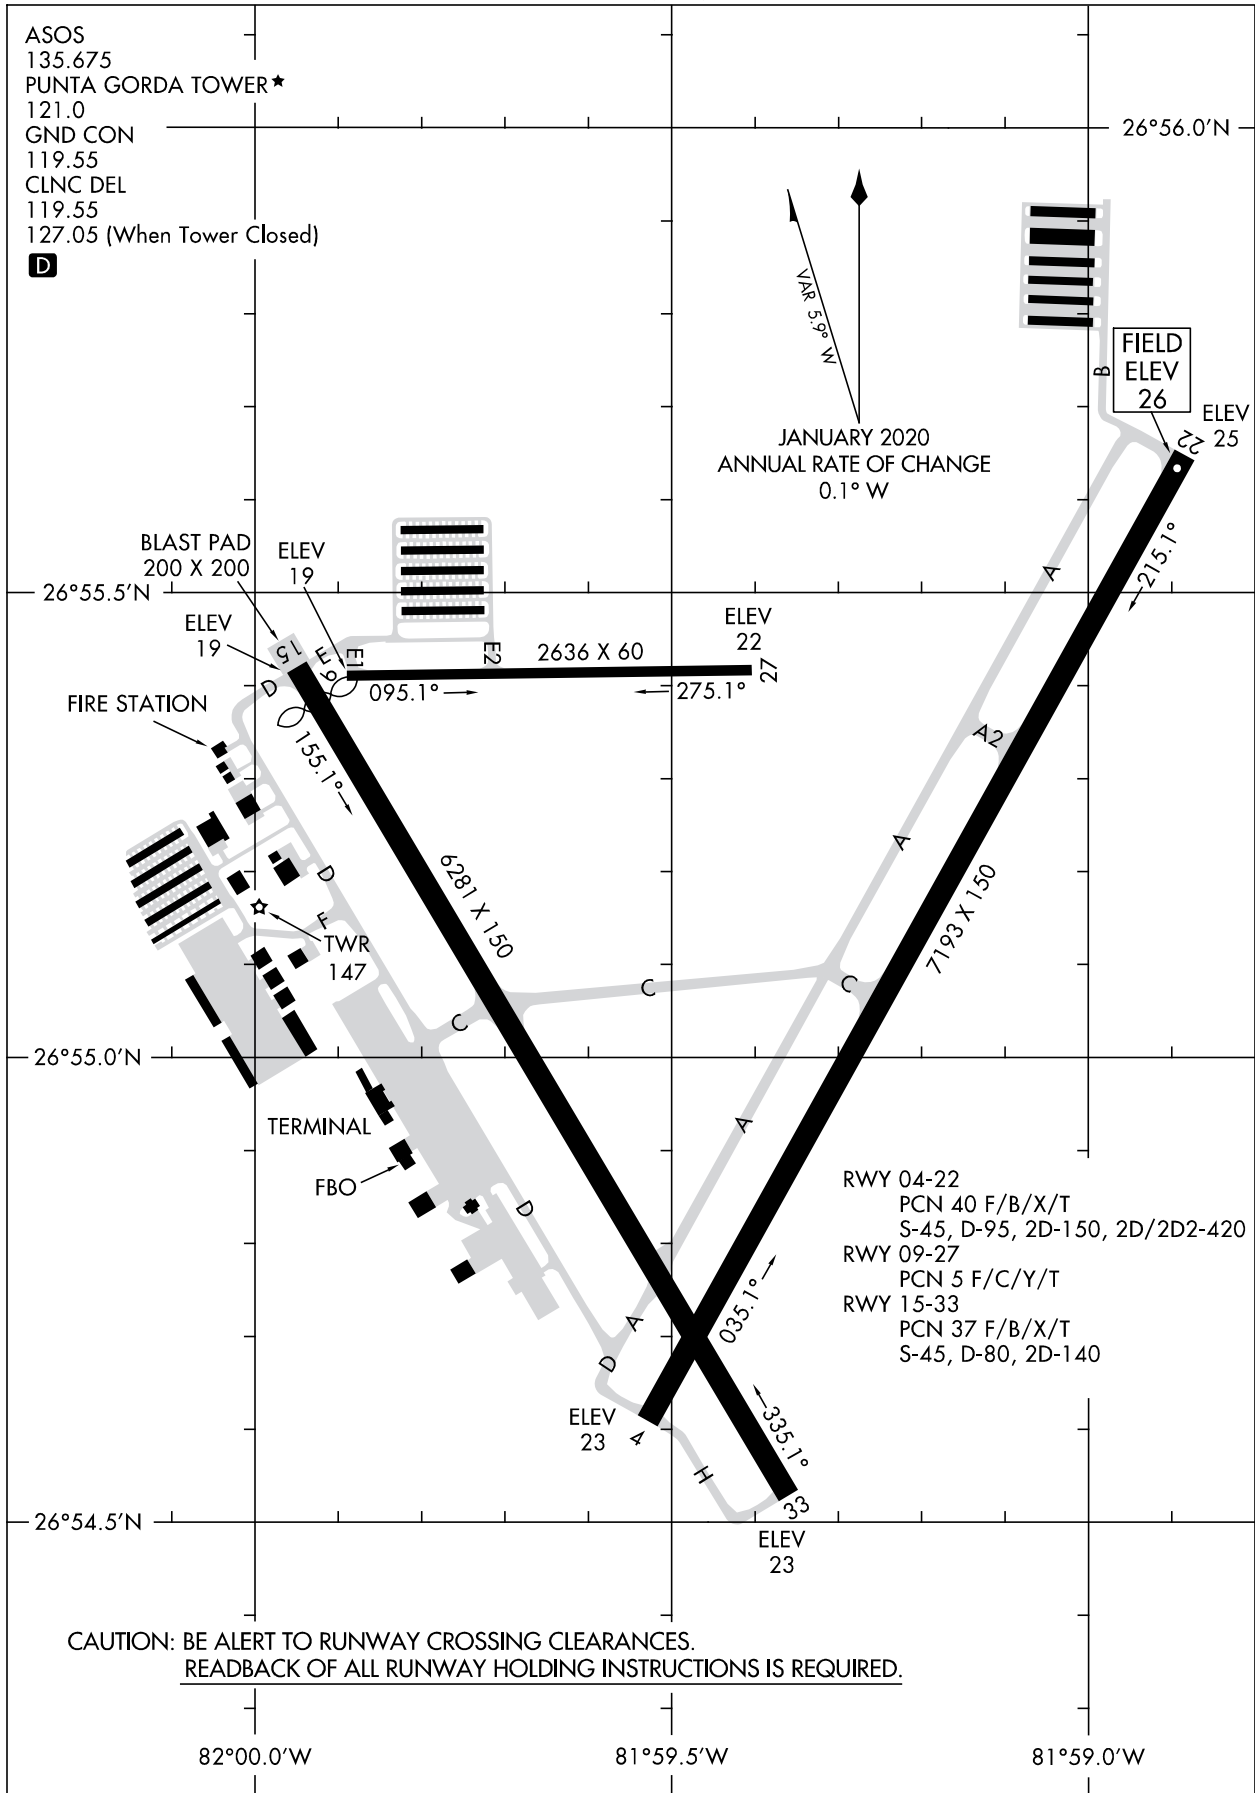 ASOS
135.675
PUNTA GORDA TOWER★
121.0
GND CON
119.55
CLNC DEL
119.55
127.05 (When Tower Closed)
D
26°56.0'N
VAR 5.9° W
JANUARY 2020
ANNUAL RATE OF CHANGE
0.1° W
B
FIELD
ELEV
26
ELEV
25
22
215.1°
A
BLAST PAD
200 X 200
ELEV
19
26°55.5'N
ELEV
19
15
E
9
E1
E2
2636 X 60
ELEV
22
27
095.1°
275.1°
D
FIRE STATION
155.1°
A2
A
6281 X 150
7193 X 150
D
F
TWR
147
C
C
C
26°55.0'N
TERMINAL
FBO
A
D
RWY 04-22
PCN 40 F/B/X/T
S-45, D-95, 2D-150, 2D/2D2-420
RWY 09-27
PCN 5 F/C/Y/T
RWY 15-33
PCN 37 F/B/X/T
S-45, D-80, 2D-140
035.1°
A
D
ELEV
23
4
335.1°
H
33
ELEV
23
26°54.5'N
CAUTION: BE ALERT TO RUNWAY CROSSING CLEARANCES.
READBACK OF ALL RUNWAY HOLDING INSTRUCTIONS IS REQUIRED.
82°00.0'W
81°59.5'W
81°59.0'W